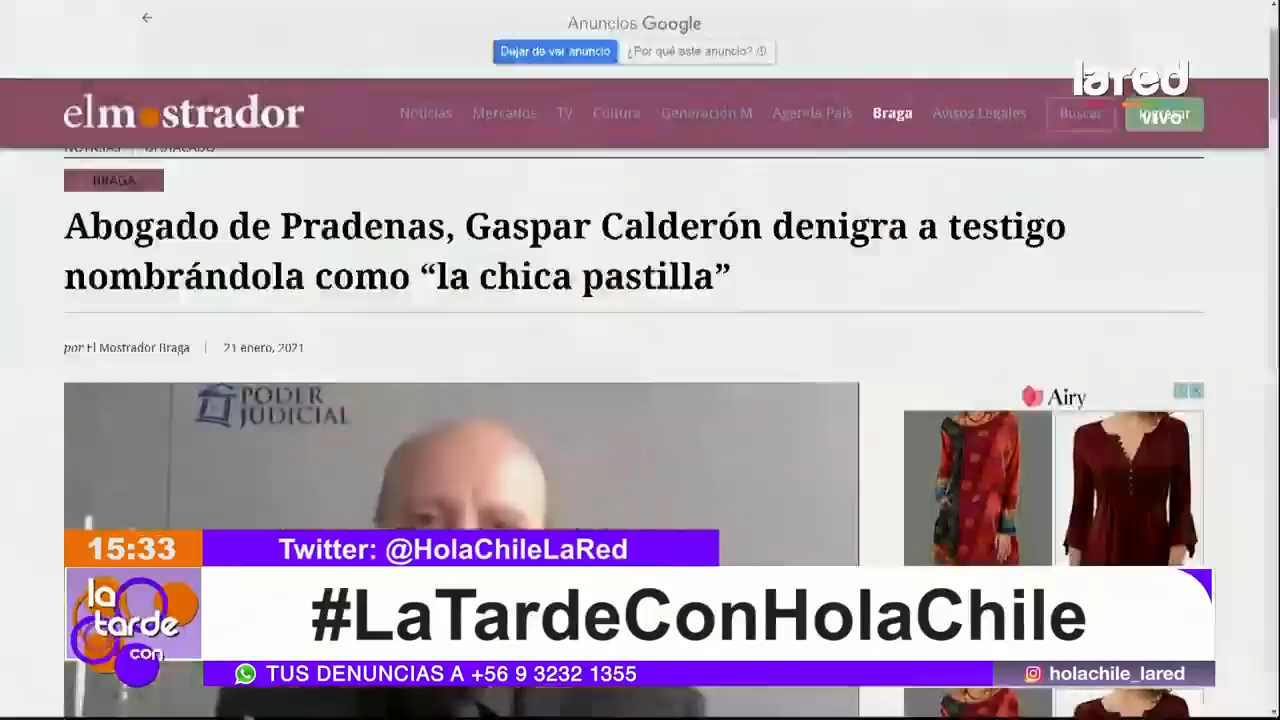 Anuncios Google
Dejar de ver anuncio
¿Por qué este anuncio?
lared
elmostrador
Noticias
Mercados
TV
Cultura
Generación M
Agenda País
Braga
Avisos Legales
Buscar
VIVO
BRAGA
Abogado de Pradenas, Gaspar Calderón denigra a testigo
nombrándola como “la chica pastilla”
por El Mostrador Braga | 21 enero, 2021
PODER
JUDICIAL
Airy
15:33
Twitter: @HolaChileLaRed
la
tarde
con
#LaTardeConHolaChile
TUS DENUNCIAS A +56 9 3232 1355
holachile_lared